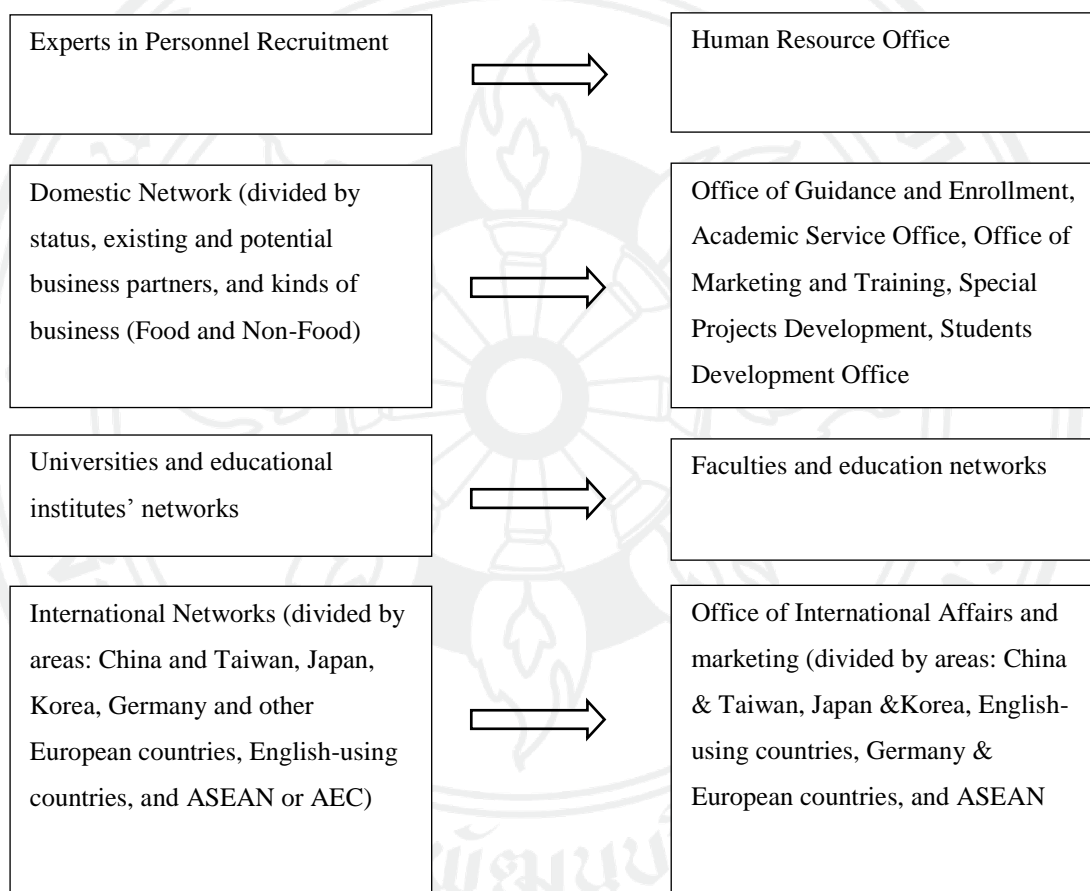 Experts in Personnel Recruitment
Human Resource Office
Domestic Network (divided by
status, existing and potential
business partners, and kinds of
business (Food and Non-Food)
Office of Guidance and Enrollment,
Academic Service Office, Office of
Marketing and Training, Special
Projects Development, Students
Development Office
Universities and educational
institutes’ networks
Faculties and education networks
International Networks (divided by
areas: China and Taiwan, Japan,
Korea, Germany and other
European countries, English-using
countries, and ASEAN or AEC)
Office of International Affairs and
marketing (divided by areas: China
& Taiwan, Japan &Korea, English-
using countries, Germany &
European countries, and ASEAN